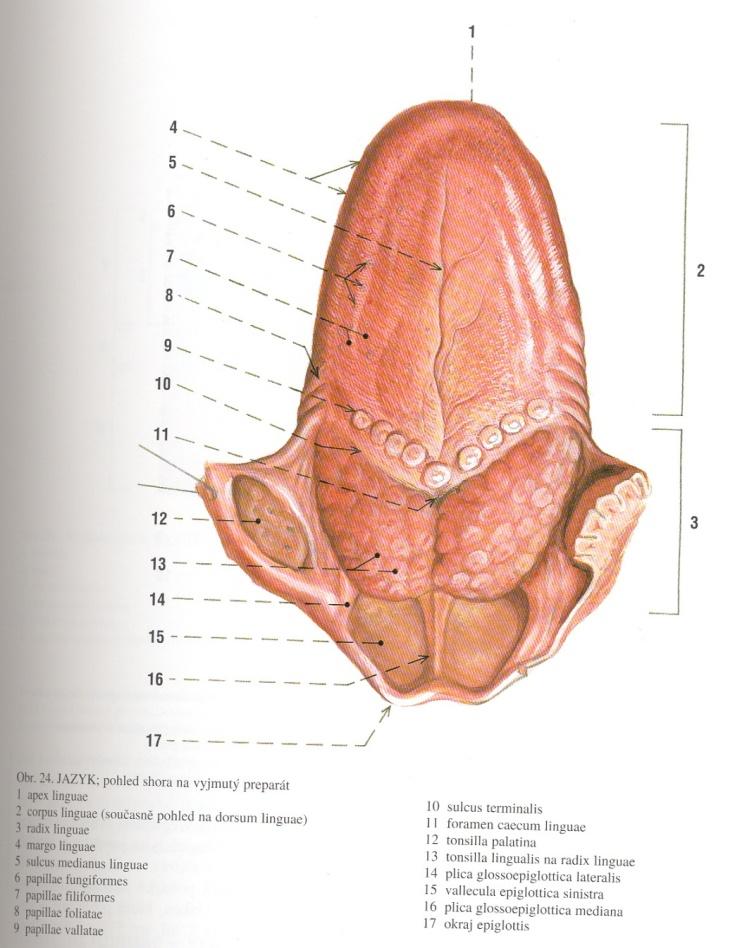 1
4
5
6
7
8
9
10
11
12
13
14
15
16
17
2
3
Obr. 24. JAZYK; pohled shora na vyjmutý preparát
1 apex linguae
2 corpus linguae (současně pohled na dorsum linguae)
3 radix linguae
4 margo linguae
5 sulcus medianus linguae
6 papillae fungiformes
7 papillae filiformes
8 papillae foliatae
9 papillae vallatae
10 sulcus terminalis
11 foramen caecum linguae
12 tonsilla palatina
13 tonsilla lingualis na radix linguae
14 plica glossoepiglottica lateralis
15 vallecula epiglottica sinistra
16 plica glossoepiglottica mediana
17 okraj epiglottis